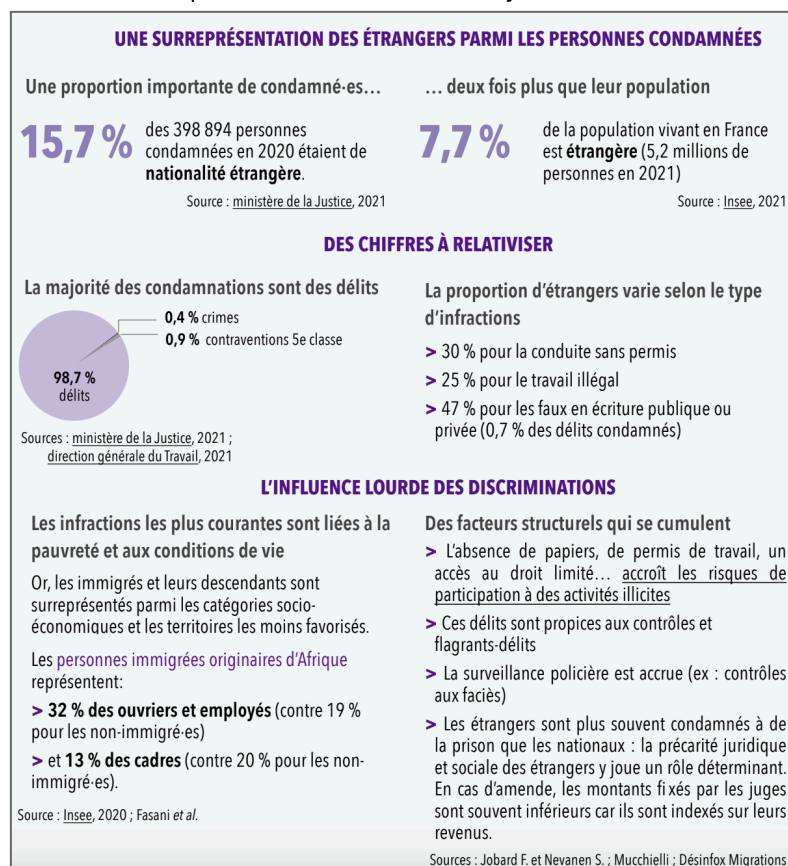 UNE SURREPRÉSENTATION DES ÉTRANGERS PARMI LES PERSONNES CONDAMNÉES
Une proportion importante de condamné·es…
15,7 %
des 398 894 personnes
condamnées en 2020 étaient de
nationalité étrangère.
Source : ministère de la Justice, 2021
… deux fois plus que leur population
7,7 %
de la population vivant en France
est étrangère (5,2 millions de
personnes en 2021)
Source : Insee, 2021
DES CHIFFRES À RELATIVISER
La majorité des condamnations sont des délits
0,4 % crimes
0,9 % contraventions 5e classe
98,7 %
délits
Sources : ministère de la Justice, 2021 ;
direction générale du Travail, 2021
La proportion d'étrangers varie selon le type
d'infractions
> 30 % pour la conduite sans permis
> 25 % pour le travail illégal
> 47 % pour les faux en écriture publique ou
privée (0,7 % des délits condamnés)
L'INFLUENCE LOURDE DES DISCRIMINATIONS
Les infractions les plus courantes sont liées à la
pauvreté et aux conditions de vie
Or, les immigrés et leurs descendants sont
surreprésentés parmi les catégories socio-
économiques et les territoires les moins favorisés.
Les personnes immigrées originaires d'Afrique
représentent:
> 32 % des ouvriers et employés (contre 19 %
pour les non-immigré·es)
> et 13 % des cadres (contre 20 % pour les non-
immigré·es).
Source : Insee, 2020 ; Fasani et al.
Des facteurs structurels qui se cumulent
> L'absence de papiers, de permis de travail, un
accès au droit limité… accroît les risques de
participation à des activités illicites
> Ces délits sont propices aux contrôles et
flagrants-délits
> La surveillance policière est accrue (ex : contrôles
aux faciès)
> Les étrangers sont plus souvent condamnés à de
la prison que les nationaux : la précarité juridique
et sociale des étrangers y joue un rôle déterminant.
En cas d'amende, les montants fixés par les juges
sont souvent inférieurs car ils sont indexés sur leurs
revenus.
Sources : Jobard F. et Nevanen S. ; Mucchielli ; Désinfox Migrations